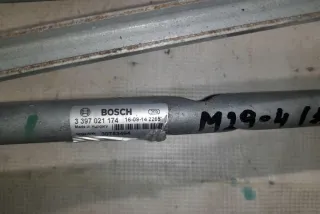 BOSCH
3 397 021 174 16-09-14 2205
Made in Hungary
M29-4/